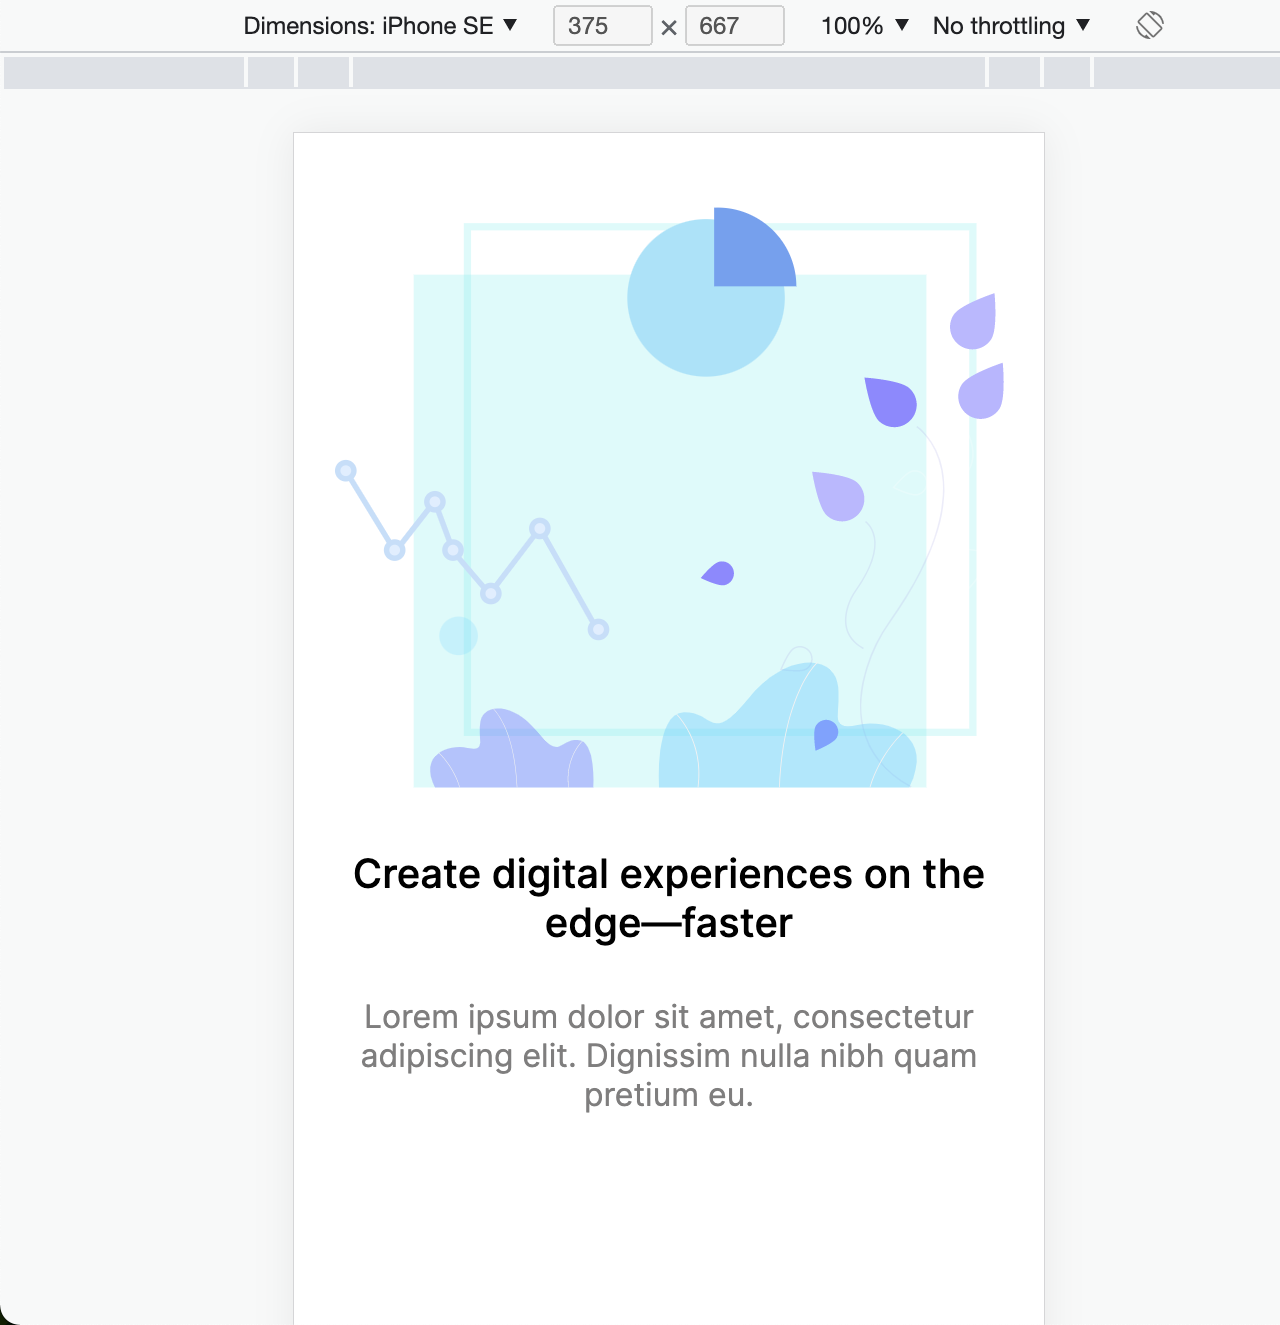 Dimensions: iPhone SE ▼ 375 × 667 100% ▼ No throttling ▼
Create digital experiences on the
edge—faster
Lorem ipsum dolor sit amet, consectetur
adipiscing elit. Dignissim nulla nibh quam
pretium eu.